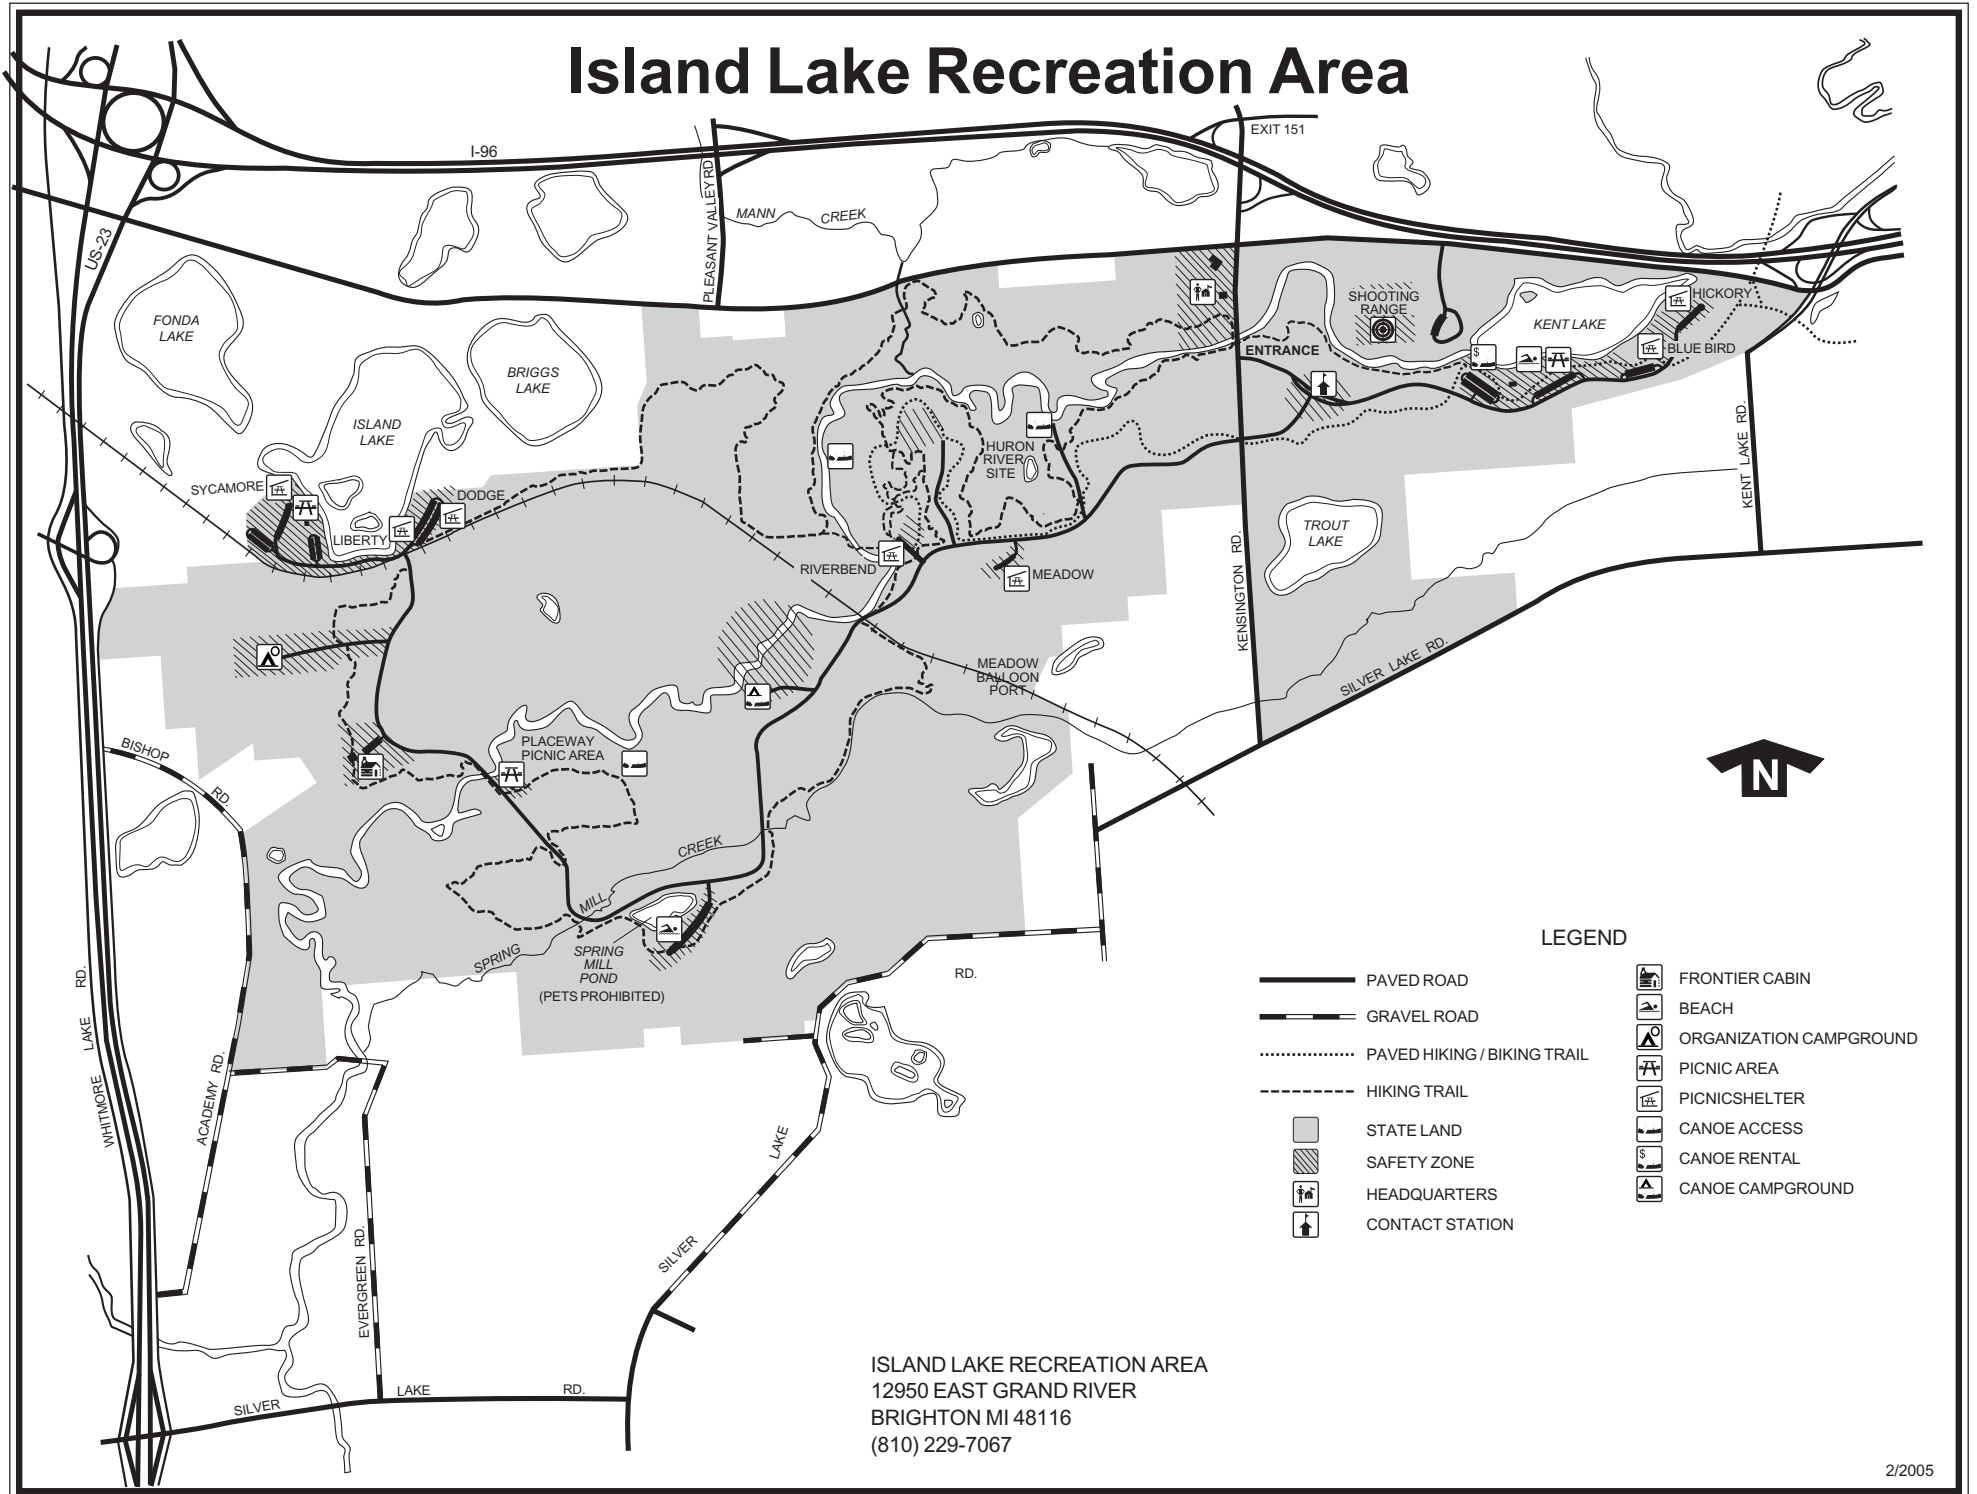 Island Lake Recreation Area
EXIT 151
I-96
PLEASANT VALLEY RD
MANN CREEK
US-23
FONDA
LAKE
BRIGGS
LAKE
ISLAND
LAKE
SHOOTING
RANGE
HICKORY
KENT LAKE
BLUE BIRD
ENTRANCE
$
KENT LAKE RD.
HURON
RIVER
SITE
SYCAMORE
DODGE
LIBERTY
TROUT
LAKE
RIVERBEND
MEADOW
KENSINGTON RD.
SILVER LAKE RD.
MEADOW
BALLOON
PORT
PLACEWAY
PICNIC AREA
BISHOP RD.
N
SPRING MILL CREEK
SPRING
MILL
POND
(PETS PROHIBITED)
RD.
WHITMORE LAKE RD.
ACADEMY RD.
EVERGREEN RD.
SILVER LAKE
SILVER LAKE RD.
LEGEND
PAVED ROAD
GRAVEL ROAD
PAVED HIKING / BIKING TRAIL
HIKING TRAIL
STATE LAND
SAFETY ZONE
HEADQUARTERS
CONTACT STATION
FRONTIER CABIN
BEACH
ORGANIZATION CAMPGROUND
PICNIC AREA
PICNICSHELTER
CANOE ACCESS
$
CANOE RENTAL
CANOE CAMPGROUND
ISLAND LAKE RECREATION AREA
12950 EAST GRAND RIVER
BRIGHTON MI 48116
(810) 229-7067
2/2005